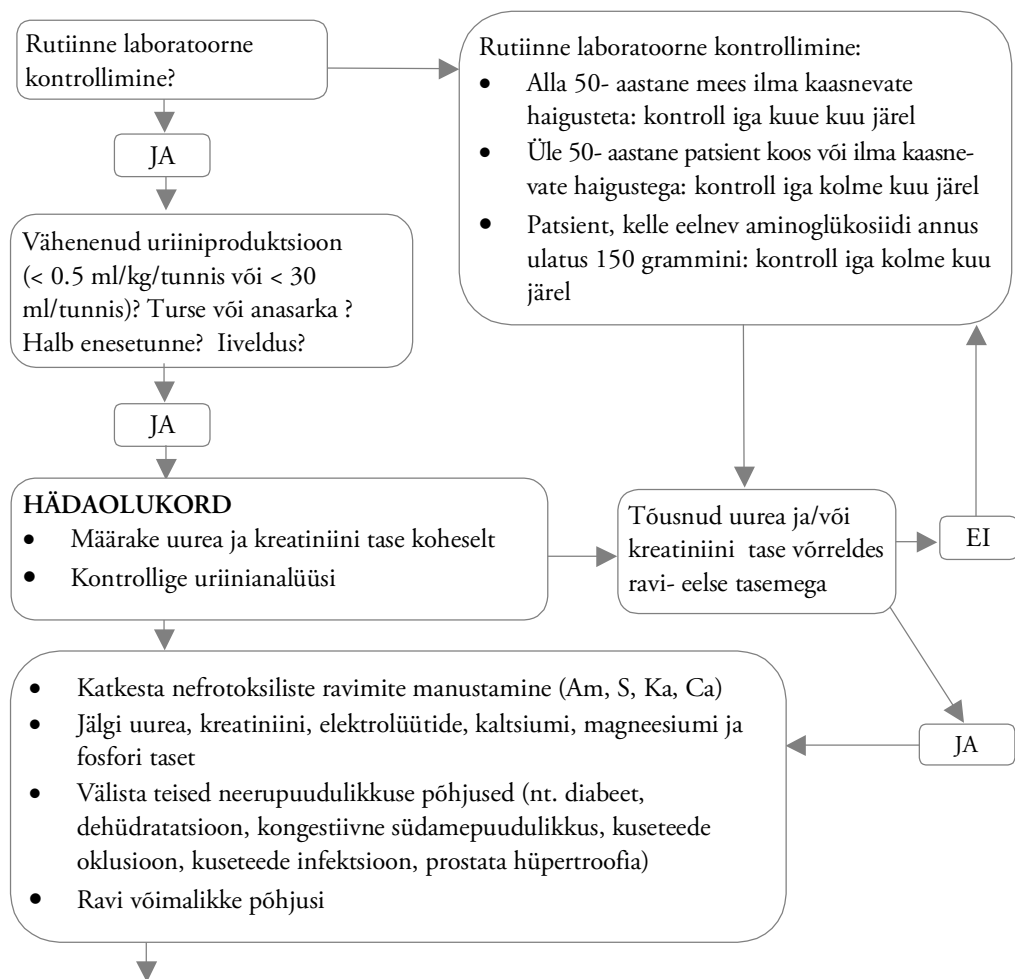 Rutiinne laboratoorne
kontrollimine?
Rutiinne laboratoorne kontrollimine:
• Alla 50- aastane mees ilma kaasnevate
haigusteta: kontroll iga kuue kuu järel
• Üle 50- aastane patsient koos või ilma kaasne-
vate haigustega: kontroll iga kolme kuu järel
• Patsient, kelle eelnev aminoglükosiidi annus
ulatus 150 grammini: kontroll iga kolme kuu
järel
JA
Vähenenud uriiniproduktsioon
(< 0.5 ml/kg/tunnis või < 30
ml/tunnis)? Turse või anasarka ?
Halb enesetunne? Iiveldus?
JA
HÄDAOLUKORD
• Määrake uurea ja kreatiniini tase koheselt
• Kontrollige uriinianalüüsi
Tõusnud uurea ja/või
kreatiniini tase võrreldes
ravi- eelse tasemega
EI
JA
• Katkesta nefrotoksiliste ravimite manustamine (Am, S, Ka, Ca)
• Jälgi uurea, kreatiniini, elektrolüütide, kaltsiumi, magneesiumi ja
fosfori taset
• Välista teised neerupuudulikkuse põhjused (nt. diabeet,
dehüdratatsioon, kongestiivne südamepuudulikkus, kuseteede
oklusioon, kuseteede infektsioon, prostata hüpertroofia)
• Ravi võimalikke põhjusi